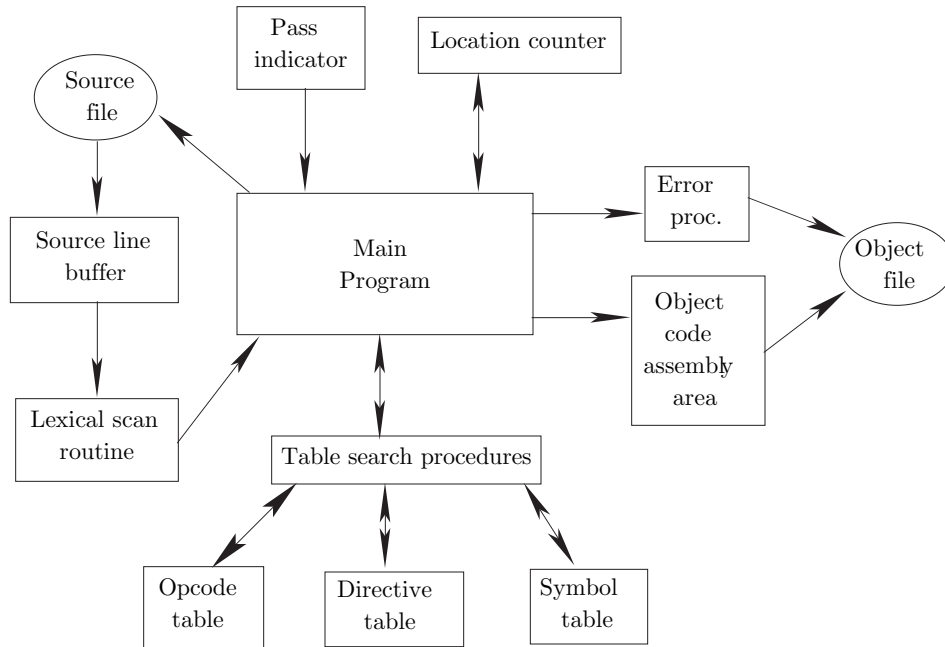 Pass
indicator
Location counter
Source
file
Error
proc.
Source line
buffer
Main
Program
Object
file
Object
code
assembly
area
Lexical scan
routine
Table search procedures
Opcode
table
Directive
table
Symbol
table